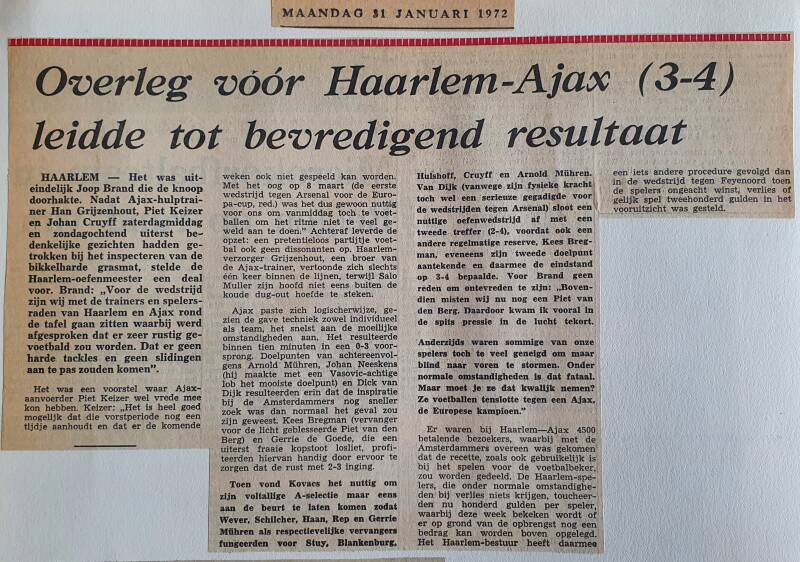 MAANDAG 31 JANUARI 1972
Overleg vóór Haarlem-Ajax (3-4)
leidde tot bevredigend resultaat
HAARLEM — Het was uit-
eindelijk Joop Brand die de knoop
doorhakte. Nadat Ajax-hulptrai-
ner Han Grijzenhout, Piet Keizer
en Johan Cruyff zaterdagmiddag
en zondagochtend uiterst be-
denkelijke gezichten hadden ge-
trokken bij het inspecteren van de
bikkelharde grasmat, stelde de
Haarlem-oefenmeester een deal
voor. Brand: „Voor de wedstrijd
zijn wij met de trainers en spelers-
raden van Haarlem en Ajax rond
de tafel gaan zitten waarbij werd
afgesproken dat er zeer rustig ge-
voetbald zou worden. Dat er geen
harde tackles en geen slidingen
aan te pas zouden komen”.
Het was een voorstel waar Ajax-
aanvoerder Piet Keizer wel vrede mee
kon hebben. Keizer: „Het is heel goed
mogelijk dat die vorstperiode nog een
tijdje aanhoudt en dat er de komende
weken ook niet gespeeld kan worden.
Met het oog op 8 maart (de eerste
wedstrijd tegen Arsenal voor de Euro-
pa-cup, red.) was het dus gewoon nuttig
voor ons om vanmiddag toch te voet-
ballen om het ritme niet te veel ge-
weld aan te doen.” Achteraf leverde de
opzet: een pretentieloos partijtje voet-
bal ook geen dissonanten op. Haarlem-
verzorger Grijzenhout, een broer van
de Ajax-trainer, vertoonde zich slechts
één keer binnen de lijnen, terwijl Salo
Muller zijn hoofd niet eens buiten de
koude dug-out hoefde te steken.
Ajax paste zich logischerwijze, ge-
zien de gave techniek zowel individueel
als team, het snelst aan de moeilijke
omstandigheden aan. Het resulteerde
binnen tien minuten in een 0-3 voor-
sprong. Doelpunten van achtereenvol-
gens Arnold Mühren, Johan Neeskens
(hij maakte met een Vasovic-achtige
lob het mooiste doelpunt) en Dick van
Dijk resulteerden erin dat de inspiratie
bij de Amsterdammers nog sneller
zoek was dan normaal het geval zou
zijn geweest. Kees Bregman (vervanger
voor de licht geblesseerde Piet van den
Berg) en Gerrie de Goede, die een
uiterst fraaie kopstoot losliet, profi-
teerden hiervan handig door ervoor te
zorgen dat de rust met 2-3 inging.
Toen vond Kovacs het nuttig om
zijn voltallige A-selectie maar eens
aan de beurt te laten komen zodat
Wever, Schilcher, Haan, Rep en Gerrie
Mühren als respectievelijke vervangers
fungeerden voor Stuy, Blankenburg,
Hulshoff, Cruyff en Arnold Mühren.
Van Dijk (vanwege zijn fysieke kracht
toch wel een serieuze gegadigde voor
de wedstrijden tegen Arsenal) sloot een
nuttige oefenwedstrijd af met een
tweede treffer (2-4), voordat ook een
andere regelmatige reserve, Kees Breg-
man, eveneens zijn tweede doelpunt
aantekende en daarmee de eindstand
op 3-4 bepaalde. Voor Brand geen
reden om ontevreden te zijn: „Boven-
dien misten wij nu nog een Piet van
den Berg. Daardoor kwam ik vooral in
de spits pressie in de lucht tekort.
Anderzijds waren sommige van onze
spelers toch te veel geneigd om maar
blind naar voren te stormen. Onder
normale omstandigheden is dat fataal.
Maar moet je ze dat kwalijk nemen?
Ze voetballen tenslotte tegen een Ajax,
de Europese kampioen.”
Er waren bij Haarlem—Ajax 4500
betalende bezoekers, waarbij met de
Amsterdammers overeen was gekomen
dat de recette, zoals ook gebruikelijk is
bij het spelen voor de voetbalbeker,
zou worden gedeeld. De Haarlem-spe-
lers, die onder normale omstandighe-
den bij verlies niets krijgen, toucheer-
den nu honderd gulden per speler,
waarbij deze week bekeken wordt of
er op grond van de opbrengst nog een
bedrag kan worden boven opgelegd.
Het Haarlem-bestuur heeft daarmee
een iets andere procedure gevolgd dan
in de wedstrijd tegen Feyenoord toen
de spelers ongeacht winst, verlies of
gelijk spel tweehonderd gulden in het
vooruitzicht was gesteld.